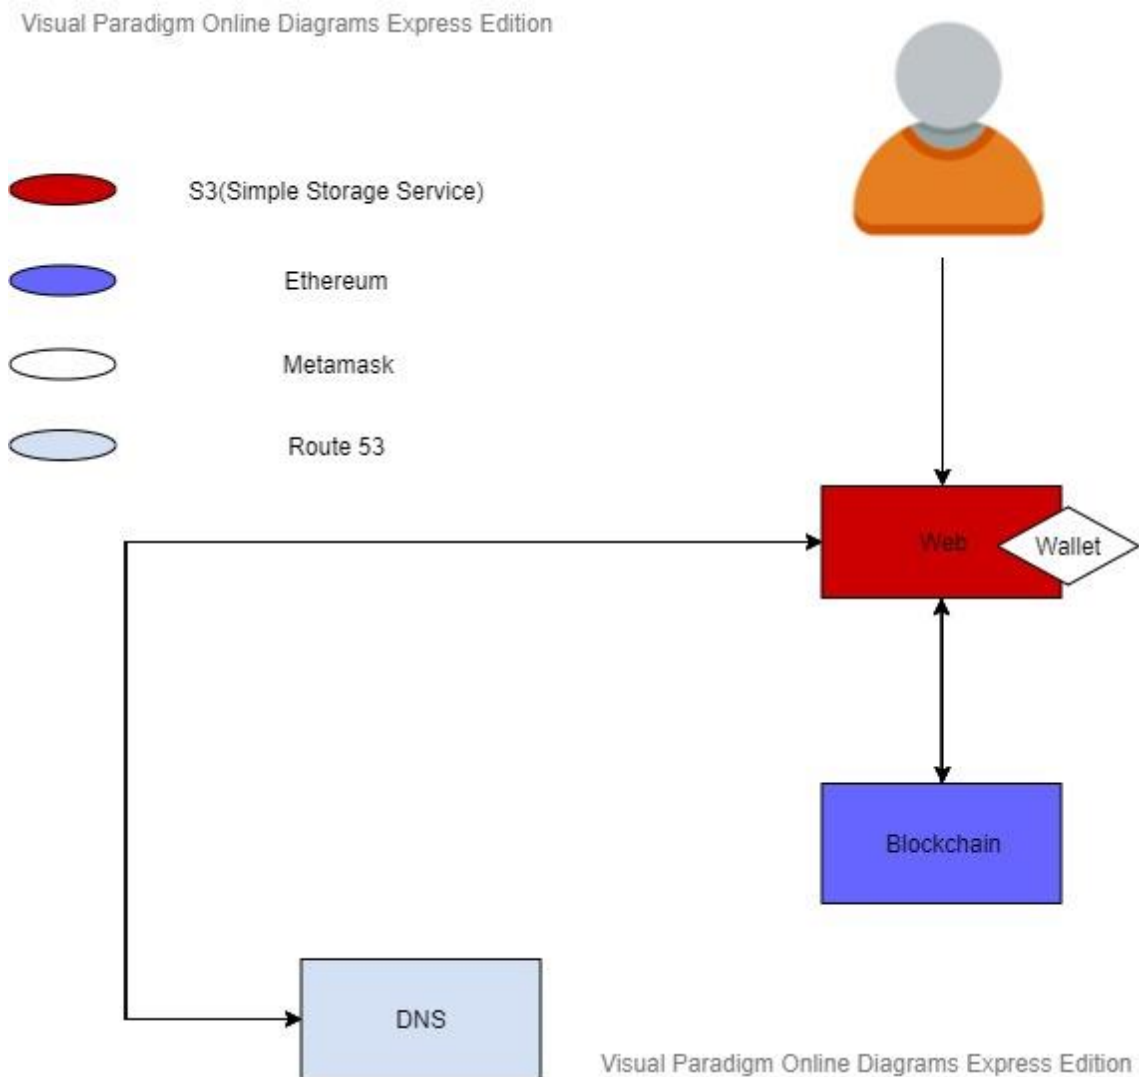 Visual Paradigm Online Diagrams Express Edition
S3(Simple Storage Service)
Ethereum
Metamask
Route 53
Web
Wallet
Blockchain
DNS
Visual Paradigm Online Diagrams Express Edition